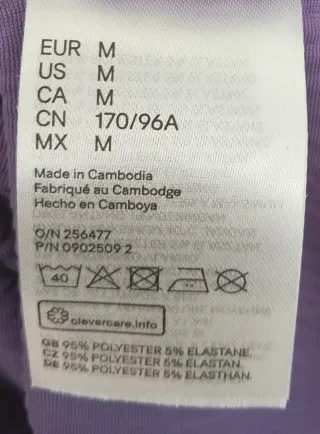 EUR M
US M
CA M
CN 170/96A
MX M
Made in Cambodia
Fabriqué au Cambodge
Hecho en Camboya
O/N 256477
P/N 0902509 2
40
clevercare.info
GB 95% POLYESTER 5% ELASTANE.
CZ 95% POLYESTER 5% ELASTAN.
DE 95% POLYESTER 5% ELASTHAN.